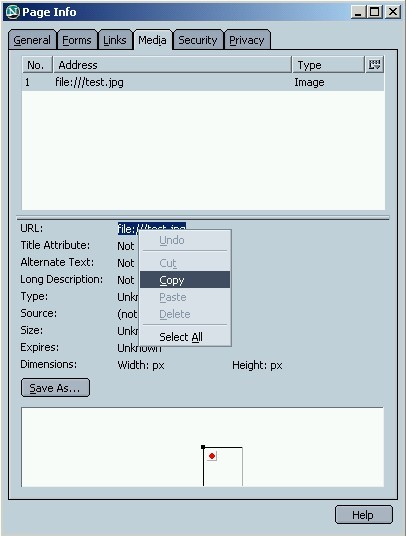 Page Info
General Forms Links Media Security Privacy
No. Address Type
1 file:///test.jpg Image
URL: file:///test.jpg
Undo
Title Attribute: Not
Alternate Text: Not
Cut
Long Description: Not
Copy
Type: Unkn
Paste
Source: (not
Delete
Size: Unkn
Select All
Expires: Unknown
Dimensions: Width: px Height: px
Save As...
Help